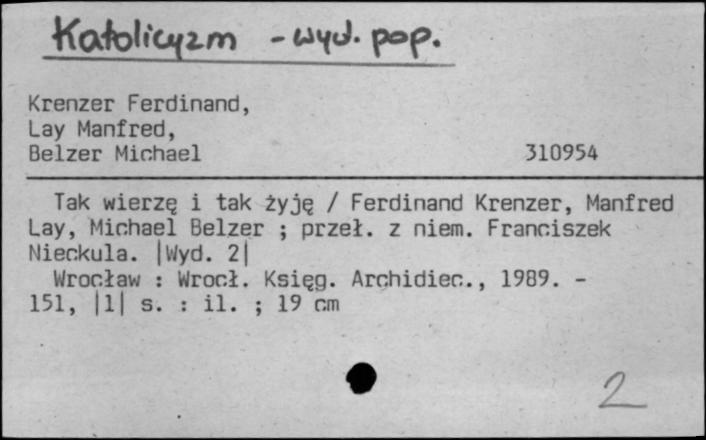 Katolicyzm - wyd. pop.
Krenzer Ferdinand,
Lay Manfred,
Belzer Michael 310954
Tak wierzę i tak żyję / Ferdinand Krenzer, Manfred
Lay, Michael Belzer ; przeł. z niem. Franciszek
Nieckula. |Wyd. 2|
Wrocław : Wrocł. Księg. Archidiec., 1989. -
151, |1| s. : il. ; 19 cm
2